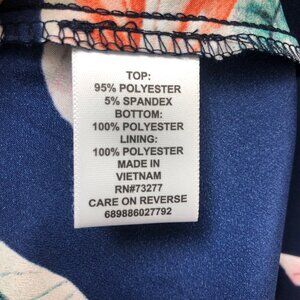 TOP:
95% POLYESTER
5% SPANDEX
BOTTOM:
100% POLYESTER
LINING:
100% POLYESTER
MADE IN
VIETNAM
RN#73277
CARE ON REVERSE
689886027792